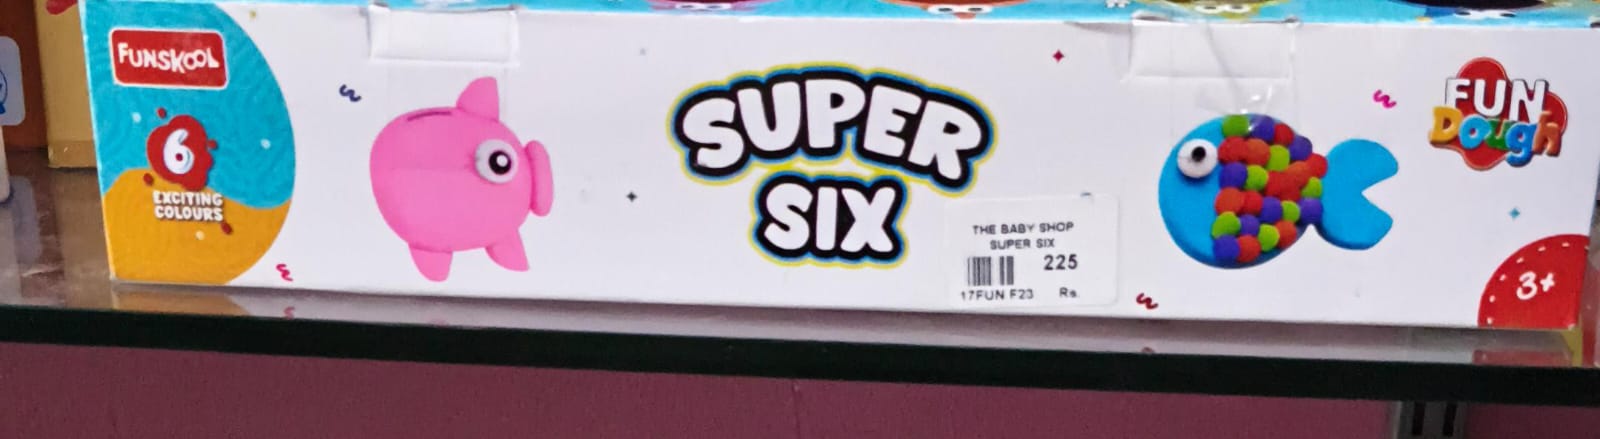 FUNSKOOL
6
EXCITING
COLOURS
SUPER
SIX
THE BABY SHOP
SUPER SIX
225
17FUN F23 Rs.
FUN
Dough
3+